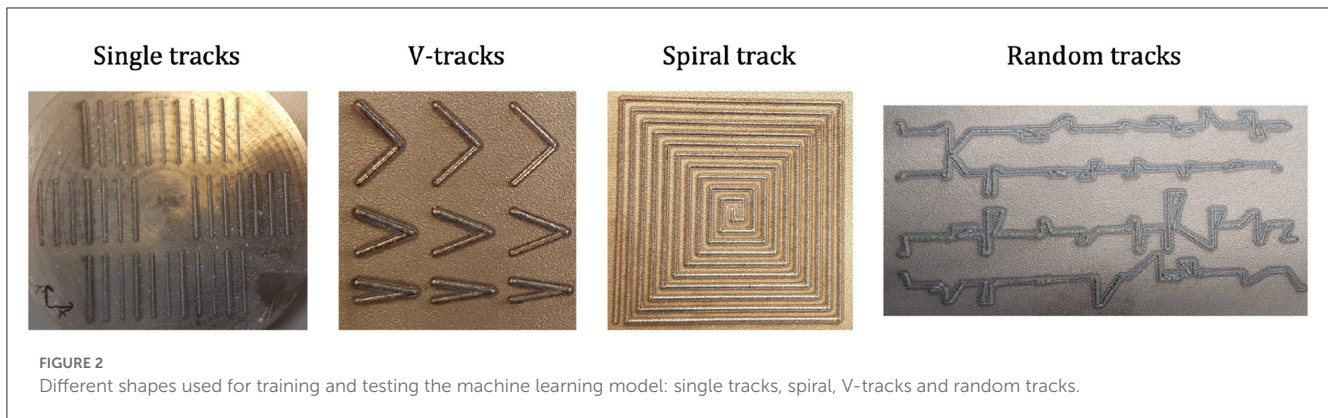 Single tracks
V-tracks
Spiral track
Random tracks
FIGURE 2
Different shapes used for training and testing the machine learning model: single tracks, spiral, V-tracks and random tracks.